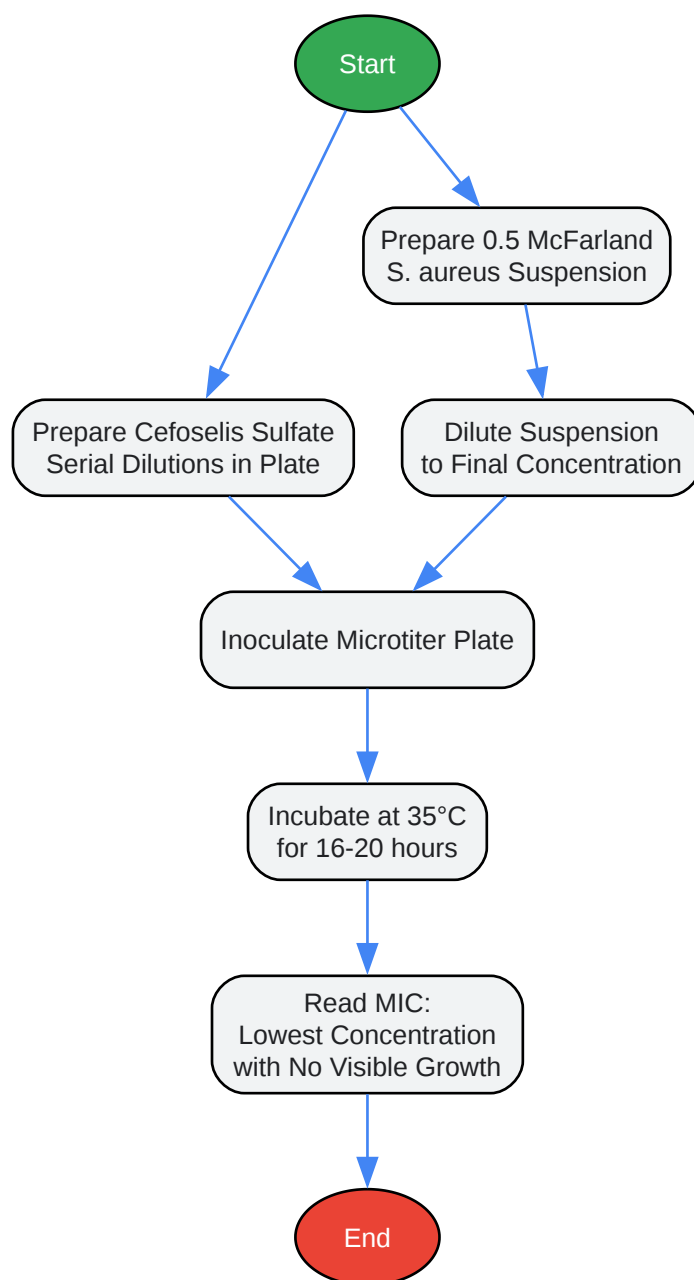 Start
Prepare 0.5 McFarland
S. aureus Suspension
Prepare Cefoselis Sulfate
Serial Dilutions in Plate
Dilute Suspension
to Final Concentration
Inoculate Microtiter Plate
Incubate at 35°C
for 16-20 hours
Read MIC:
Lowest Concentration
with No Visible Growth
End